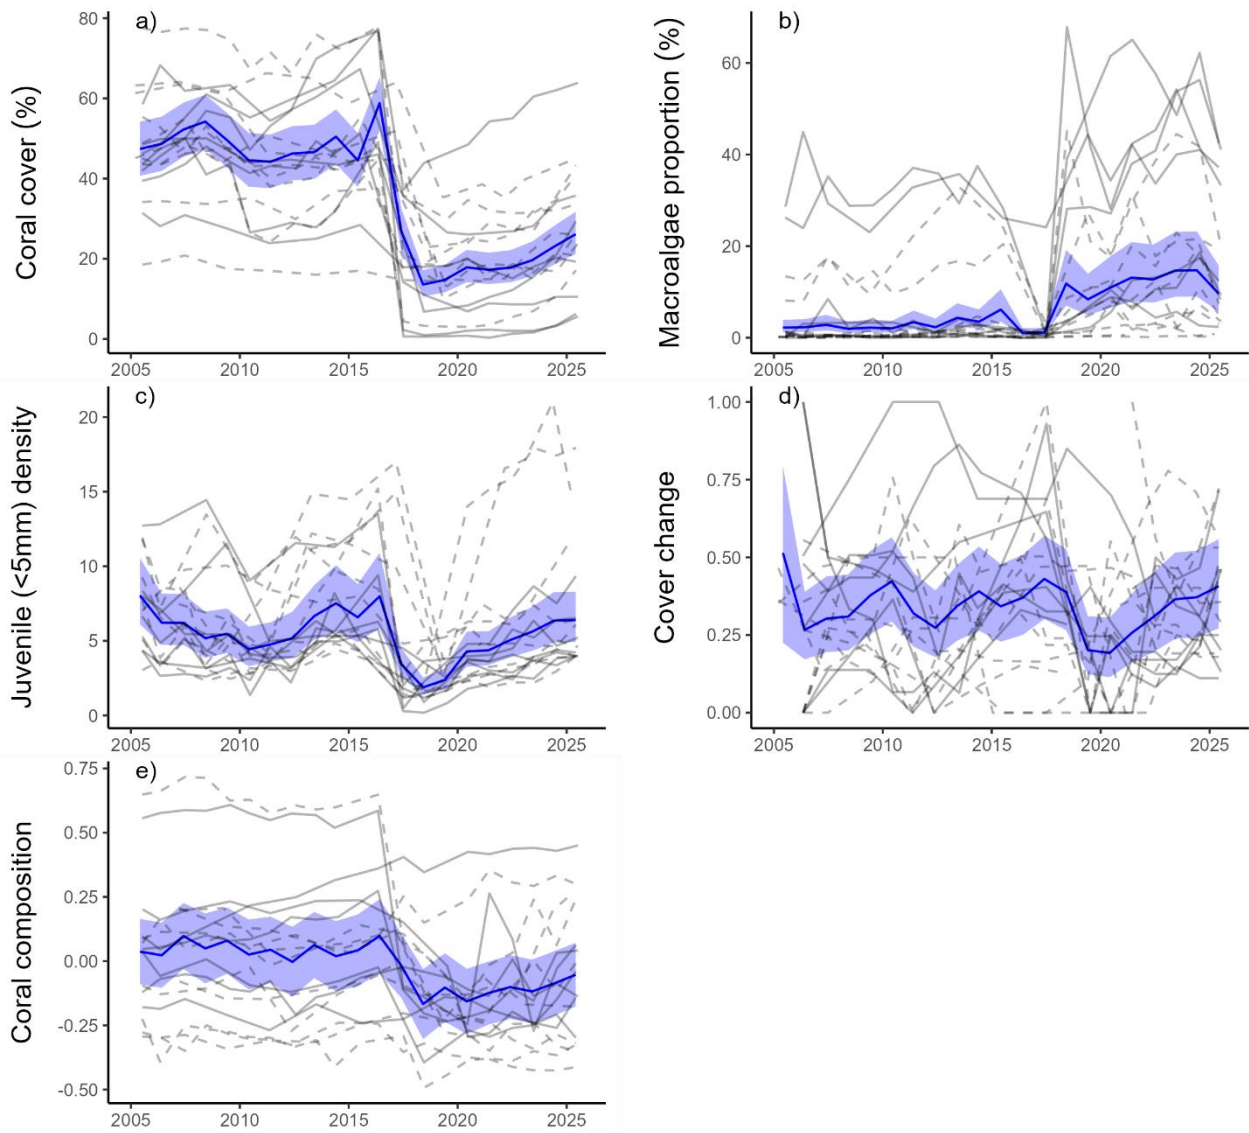 a)
Coral cover (%)
80
60
40
20
0
2005 2010 2015 2020 2025
b)
Macroalgae proportion (%)
60
40
20
0
2005 2010 2015 2020 2025
c)
Juvenile (<5mm) density
20
15
10
5
0
2005 2010 2015 2020 2025
d)
Cover change
1.00
0.75
0.50
0.25
0.00
2005 2010 2015 2020 2025
e)
Coral composition
0.75
0.50
0.25
0.00
-0.25
-0.50
2005 2010 2015 2020 2025